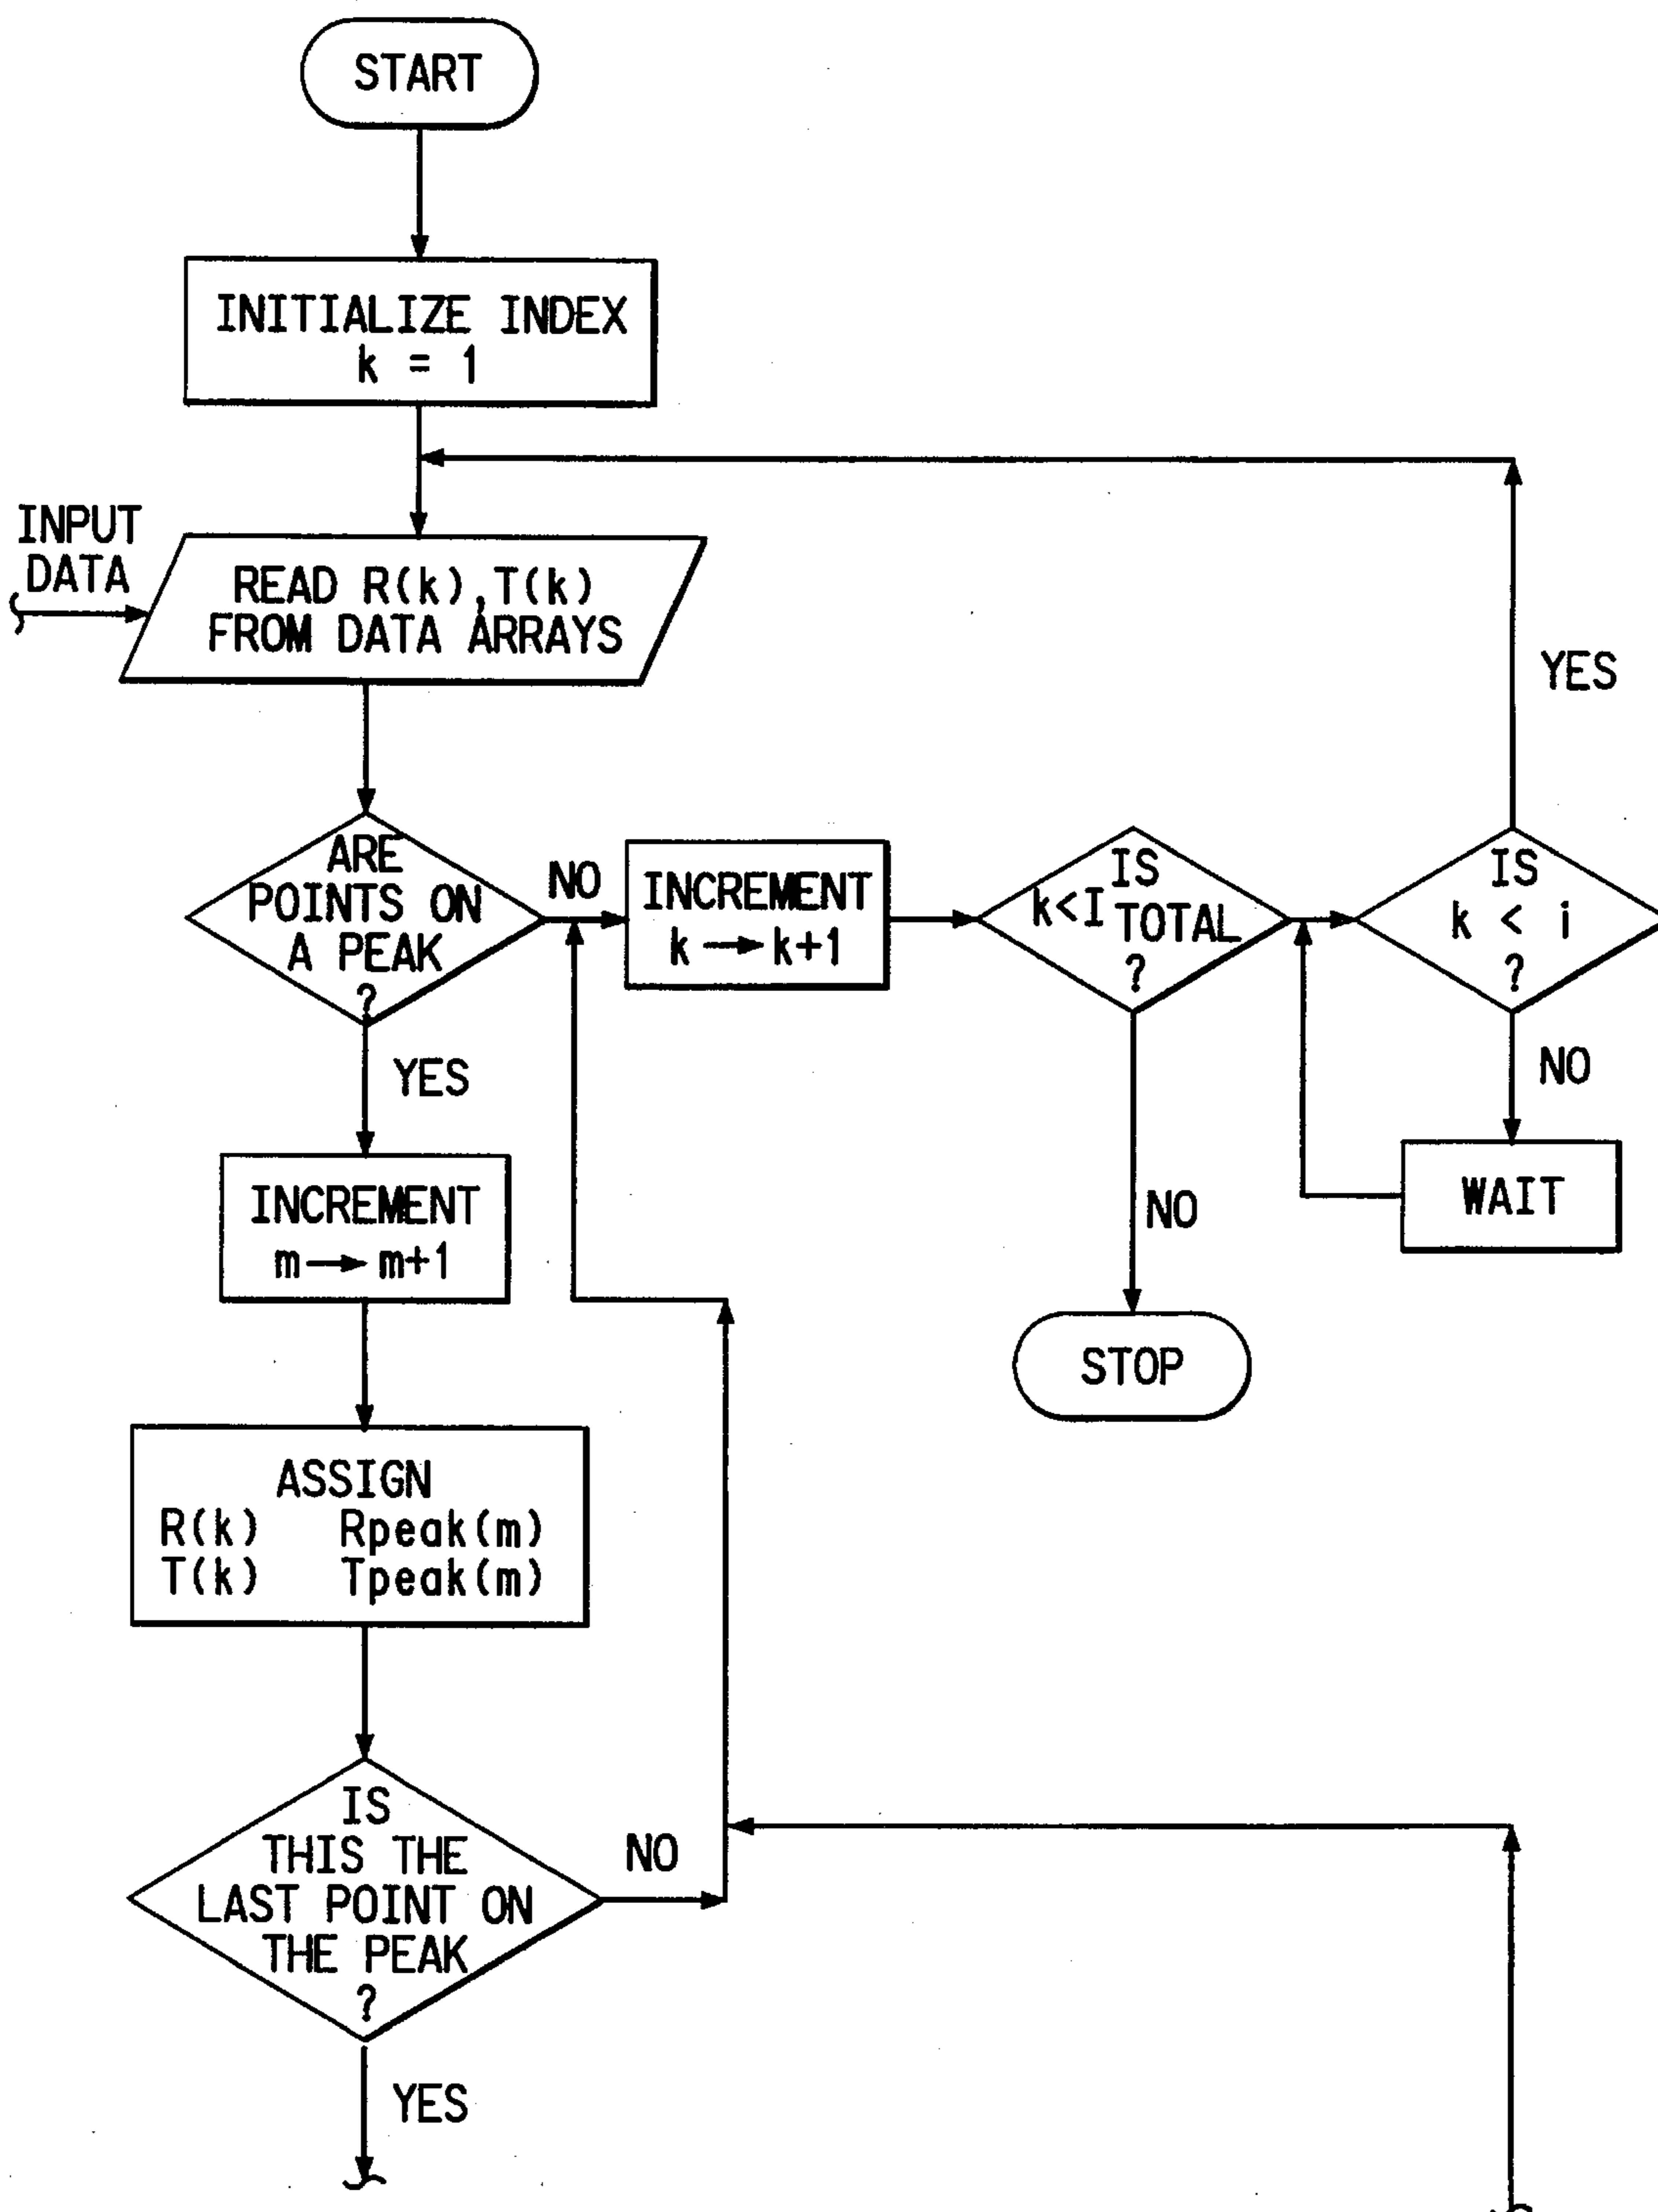 START
INITIALIZE INDEX
k = 1
INPUT
DATA
READ R(k),T(k)
FROM DATA ARRAYS
YES
ARE
POINTS ON
A PEAK
?
NO
INCREMENT
k → k+1
IS
k<I TOTAL
?
IS
k < i
?
YES
NO
INCREMENT
m → m+1
NO
WAIT
STOP
ASSIGN
R(k) Rpeak(m)
T(k) Tpeak(m)
IS
THIS THE
LAST POINT ON
THE PEAK
?
NO
YES